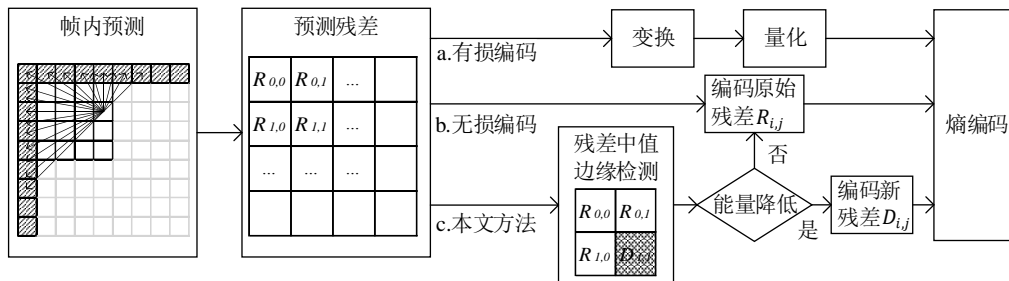 帧内预测
预测残差
R0,0 R0,1 ...
R1,0 R1,1 ...
... ...
a.有损编码
变换
量化
b.无损编码
编码原始
残差Ri,j
c.本文方法
残差中值
边缘检测
R0,0 R0,1
R1,0 D1,1
能量降低
否
是
编码新
残差Di,j
熵编码